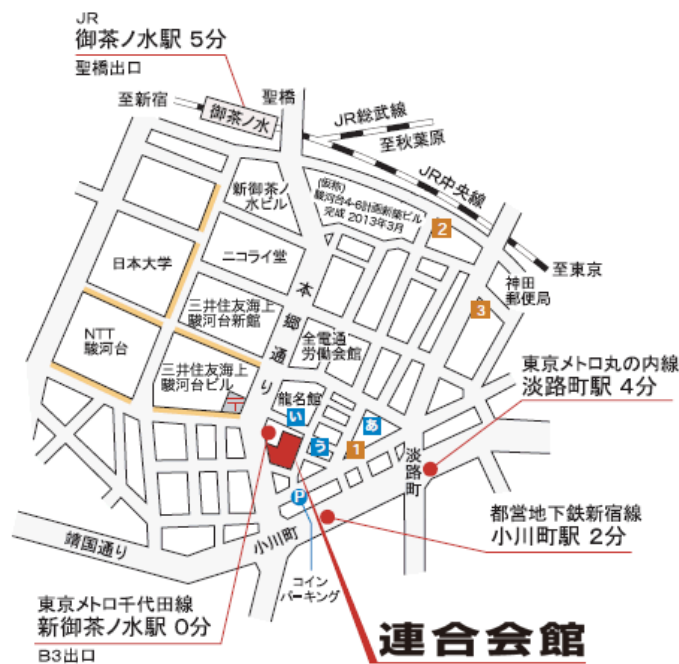 JR
御茶ノ水駅 5分
聖橋出口
至新宿
聖橋
御茶ノ水
JR総武線
至秋葉原
JR中央線
新御茶ノ
水ビル
(仮称)
駿河台4-6計画新築ビル
完成 2013年3月
2
至東京
日本大学
ニコライ堂
神田
郵便局
3
本郷通り
三井住友海上
駿河台新館
NTT
駿河台
全電通
労働会館
三井住友海上
駿河台ビル
東京メトロ丸の内線
淡路町駅 4分
龍名館
い
あ
う
1
淡路町
P
都営地下鉄新宿線
小川町駅 2分
靖国通り
小川町
コイン
パーキング
東京メトロ千代田線
新御茶ノ水駅 0分
B3出口
連合会館